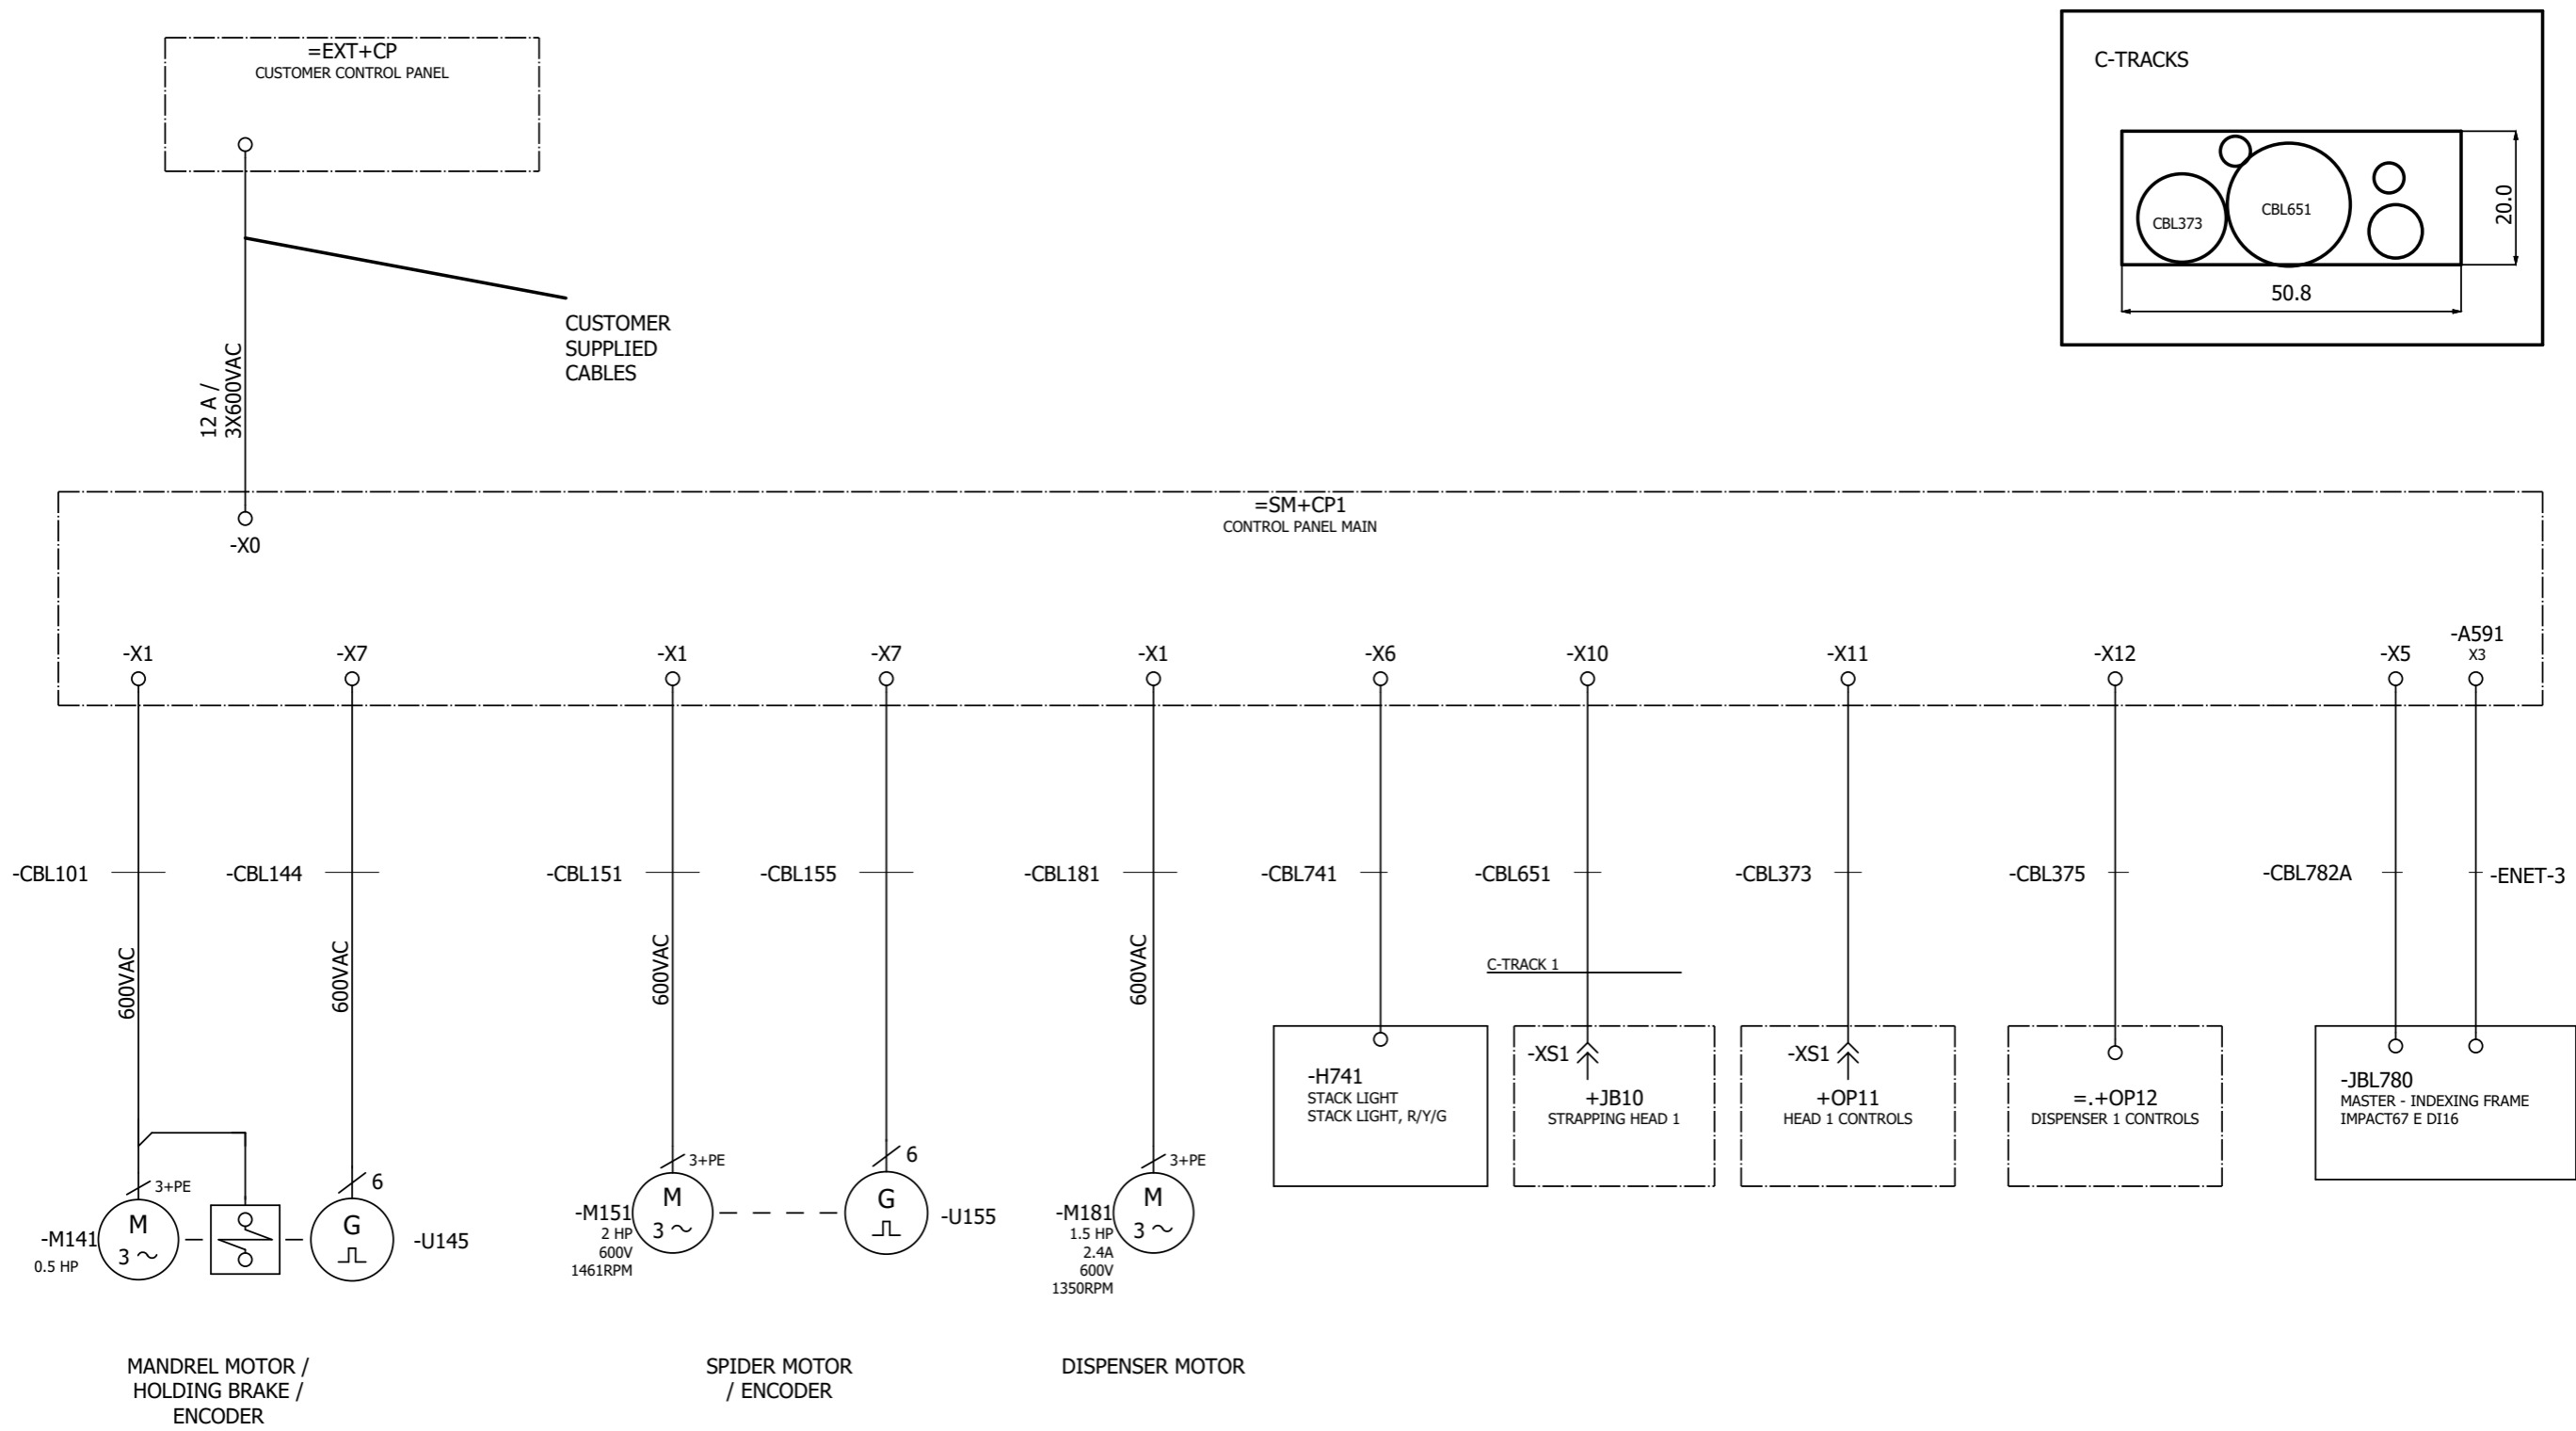 =EXT+CP
CUSTOMER CONTROL PANEL
C-TRACKS
CBL373
CBL651
20.0
50.8
CUSTOMER
SUPPLIED
CABLES
12 A /
3X600VAC
=SM+CP1
CONTROL PANEL MAIN
-X0
-X1
-X7
-X1
-X7
-X1
-X6
-X10
-X11
-X12
-X5
-A591
X3
-CBL101
-CBL144
-CBL151
-CBL155
-CBL181
-CBL741
-CBL651
-CBL373
-CBL375
-CBL782A
-ENET-3
600VAC
600VAC
600VAC
600VAC
C-TRACK 1
-H741
STACK LIGHT
STACK LIGHT, R/Y/G
-XS1
+JB10
STRAPPING HEAD 1
-XS1
+OP11
HEAD 1 CONTROLS
=.+OP12
DISPENSER 1 CONTROLS
-JBL780
MASTER - INDEXING FRAME
IMPACT67 E DI16
3+PE
6
3+PE
6
3+PE
-M141
0.5 HP
M
3 ~
G
-U145
-M151
2 HP
600V
1461RPM
M
3 ~
G
-U155
-M181
1.5 HP
2.4A
600V
1350RPM
M
3 ~
MANDREL MOTOR /
HOLDING BRAKE /
ENCODER
SPIDER MOTOR
/ ENCODER
DISPENSER MOTOR